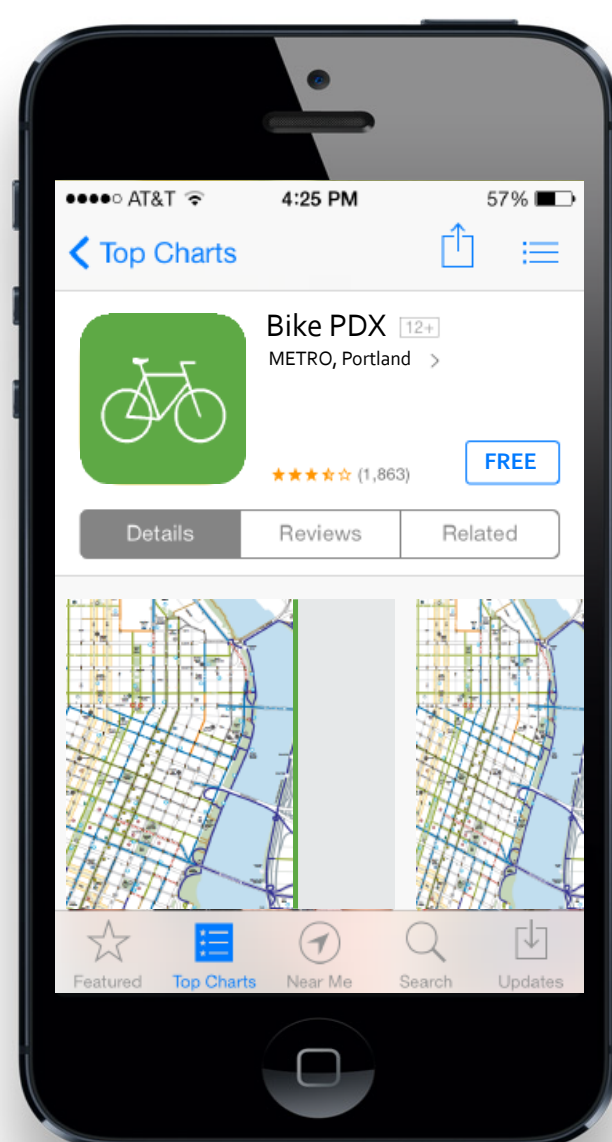 AT&T 4:25 PM 57%
Top Charts
Bike PDX 12+
METRO, Portland
(1,863) FREE
Details Reviews Related
Featured Top Charts Near Me Search Updates